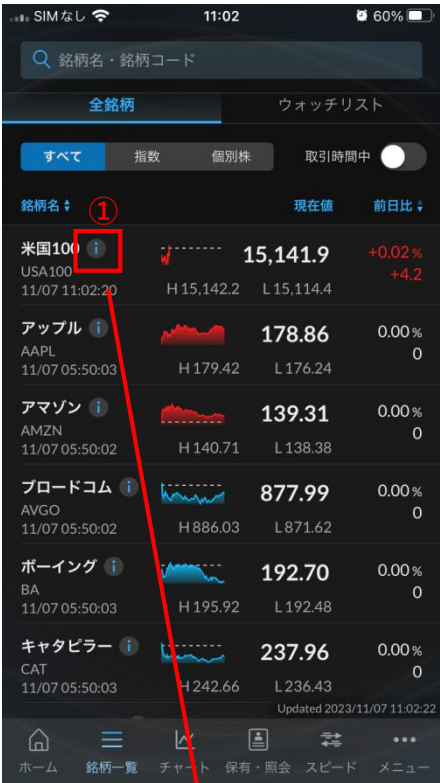 SIMなし 11:02 60%
銘柄名・銘柄コード
全銘柄 ウォッチリスト
すべて 指数 個別株 取引時間中
銘柄名 現在値 前日比
①
米国100 i 15,141.9 +0.02%
USA100 +4.2
11/07 11:02:20 H 15,142.2 L 15,114.4
アップル i 178.86 0.00%
AAPL 0
11/07 05:50:03 H 179.42 L 176.24
アマゾン i 139.31 0.00%
AMZN 0
11/07 05:50:02 H 140.71 L 138.38
ブロードコム i 877.99 0.00%
AVGO 0
11/07 05:50:02 H 886.03 L 871.62
ボーイング i 192.70 0.00%
BA 0
11/07 05:50:03 H 195.92 L 192.48
キャタピラー i 237.96 0.00%
CAT 0
11/07 05:50:03 H 242.66 L 236.43
Updated 2023/11/07 11:02:22
ホーム 銘柄一覧 チャート 保有・照会 スピード メニュー